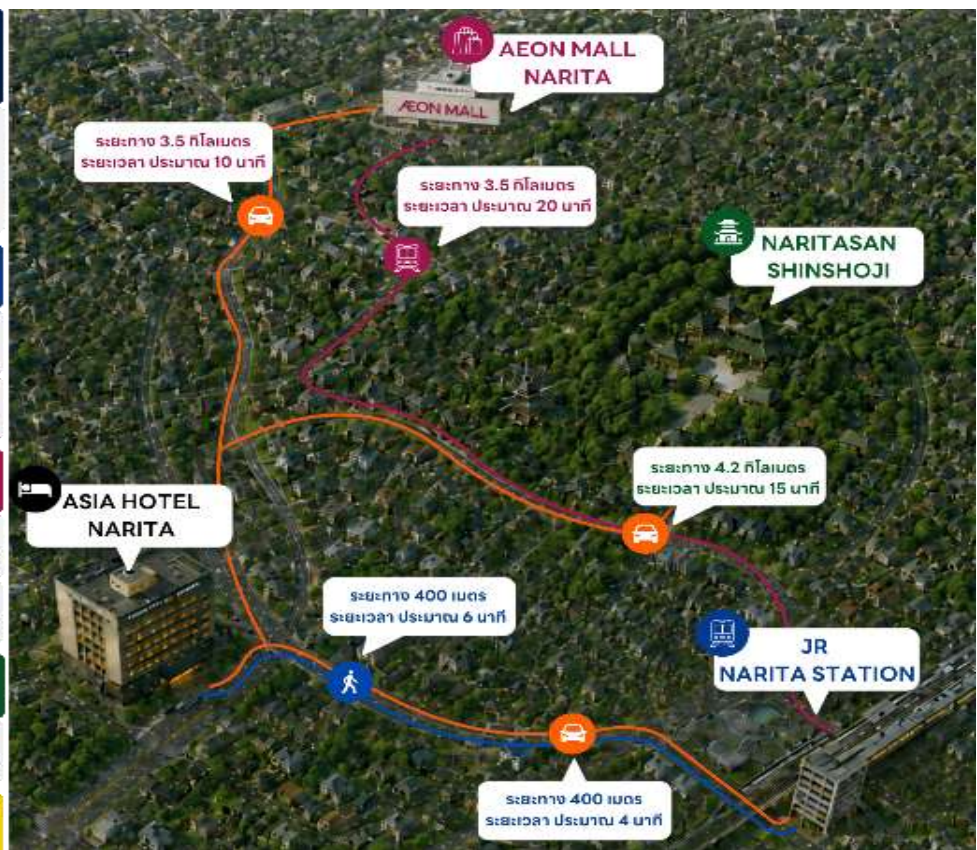 AEON MALL
NARITA
ÆON MALL
ระยะทาง 3.5 กิโลเมตร
ระยะเวลา ประมาณ 10 นาที
ระยะทาง 3.5 กิโลเมตร
ระยะเวลา ประมาณ 20 นาที
NARITASAN
SHINSHOJI
ระยะทาง 4.2 กิโลเมตร
ระยะเวลา ประมาณ 15 นาที
ASIA HOTEL
NARITA
ระยะทาง 400 เมตร
ระยะเวลา ประมาณ 6 นาที
JR
NARITA STATION
ระยะทาง 400 เมตร
ระยะเวลา ประมาณ 4 นาที